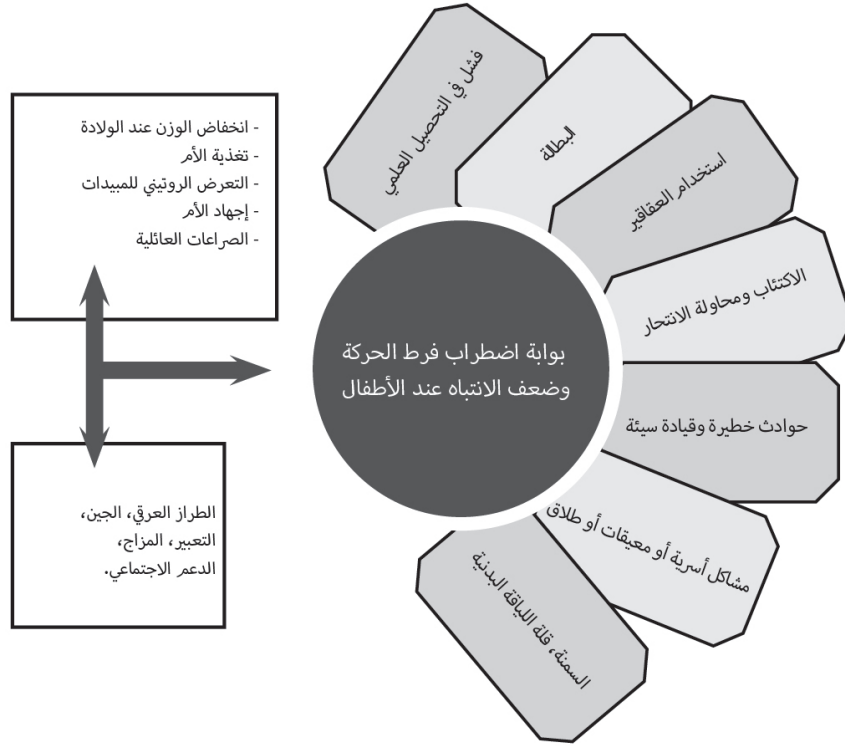 - انخفاض الوزن عند الولادة
- تغذية الأم
- التعرض الروتيني للمبيدات
- إجهاد الأم
- الصراعات العائلية
الطراز العرقي، الجين،
التعبير، المزاج،
الدعم الاجتماعي.
بوابة اضطراب فرط الحركة
وضعف الانتباه عند الأطفال
فشل في التحصيل العلمي
البطالة
استخدام العقاقير
الاكتئاب ومحاولة الانتحار
حوادث خطيرة وقيادة سيئة
مشاكل أسرية أو معيقات أو طلاق
السمنة، قلة اللياقة البدنية